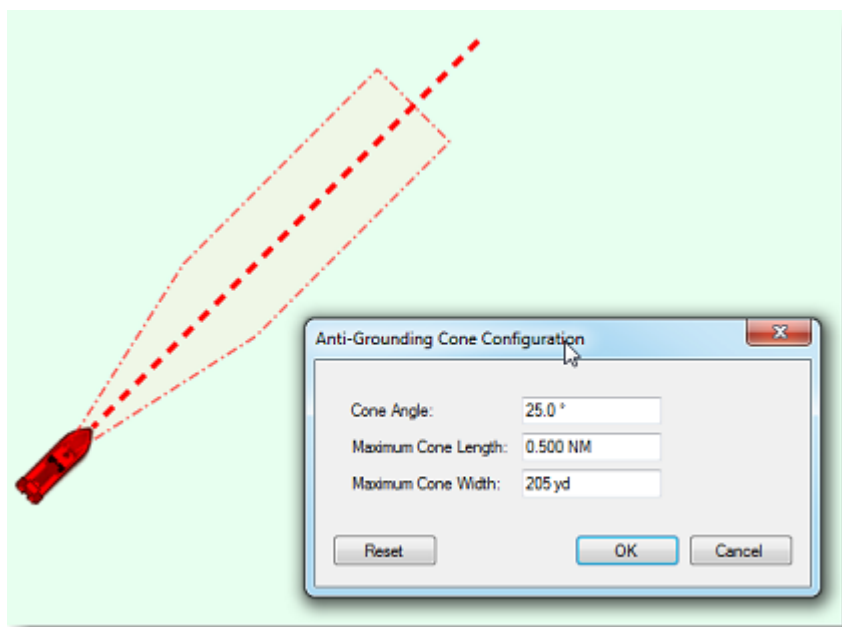 Anti-Grounding Cone Configuration
Cone Angle: 25.0 °
Maximum Cone Length: 0.500 NM
Maximum Cone Width: 205 yd
Reset OK Cancel